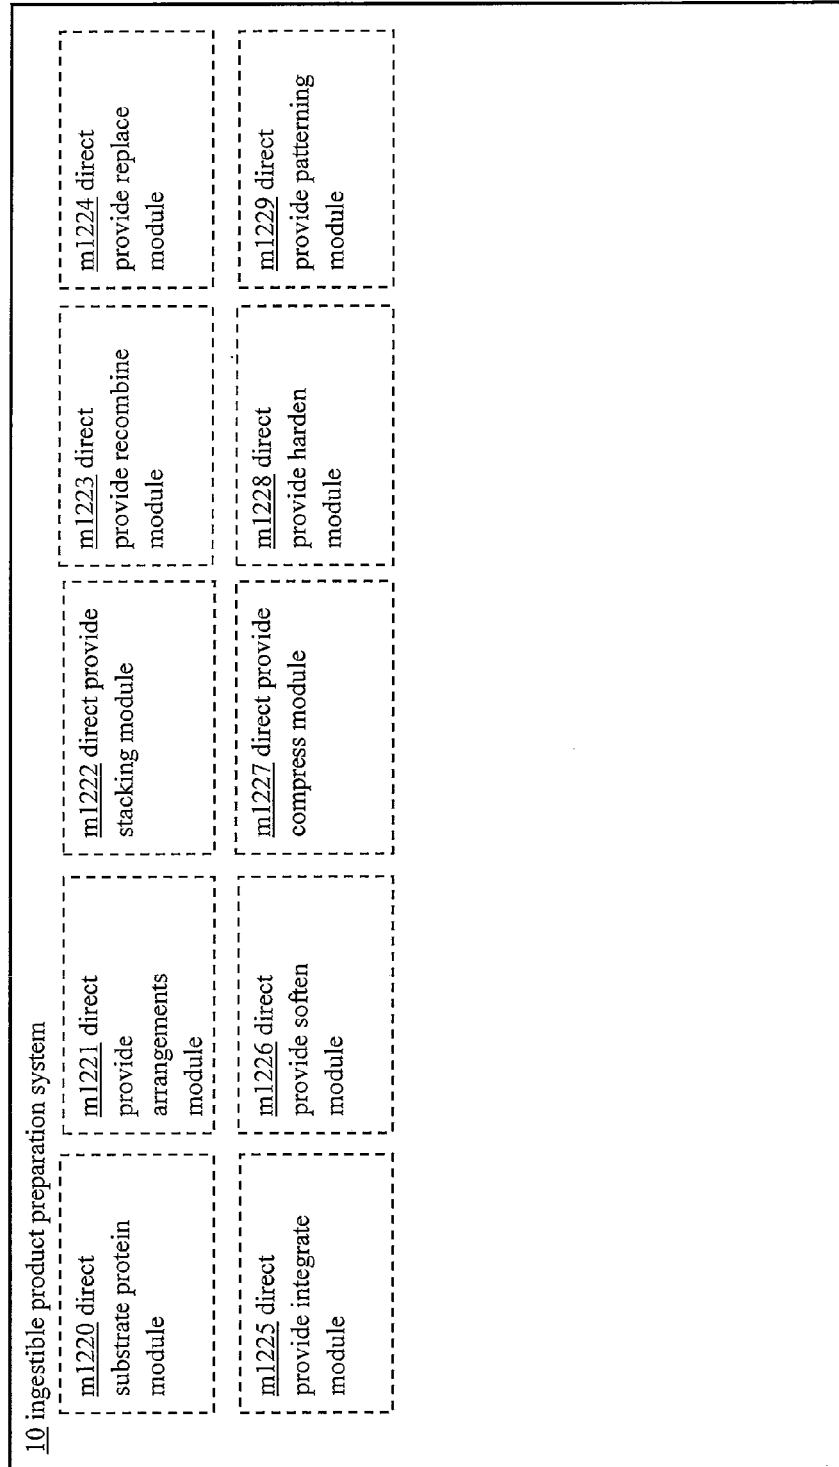 10 ingestible product preparation system
m1220 direct
substrate protein
module
m1221 direct
provide
arrangements
module
m1222 direct provide
stacking module
m1223 direct
provide recombine
module
m1224 direct
provide replace
module
m1225 direct
provide integrate
module
m1226 direct
provide soften
module
m1227 direct provide
compress module
m1228 direct
provide harden
module
m1229 direct
provide patterning
module